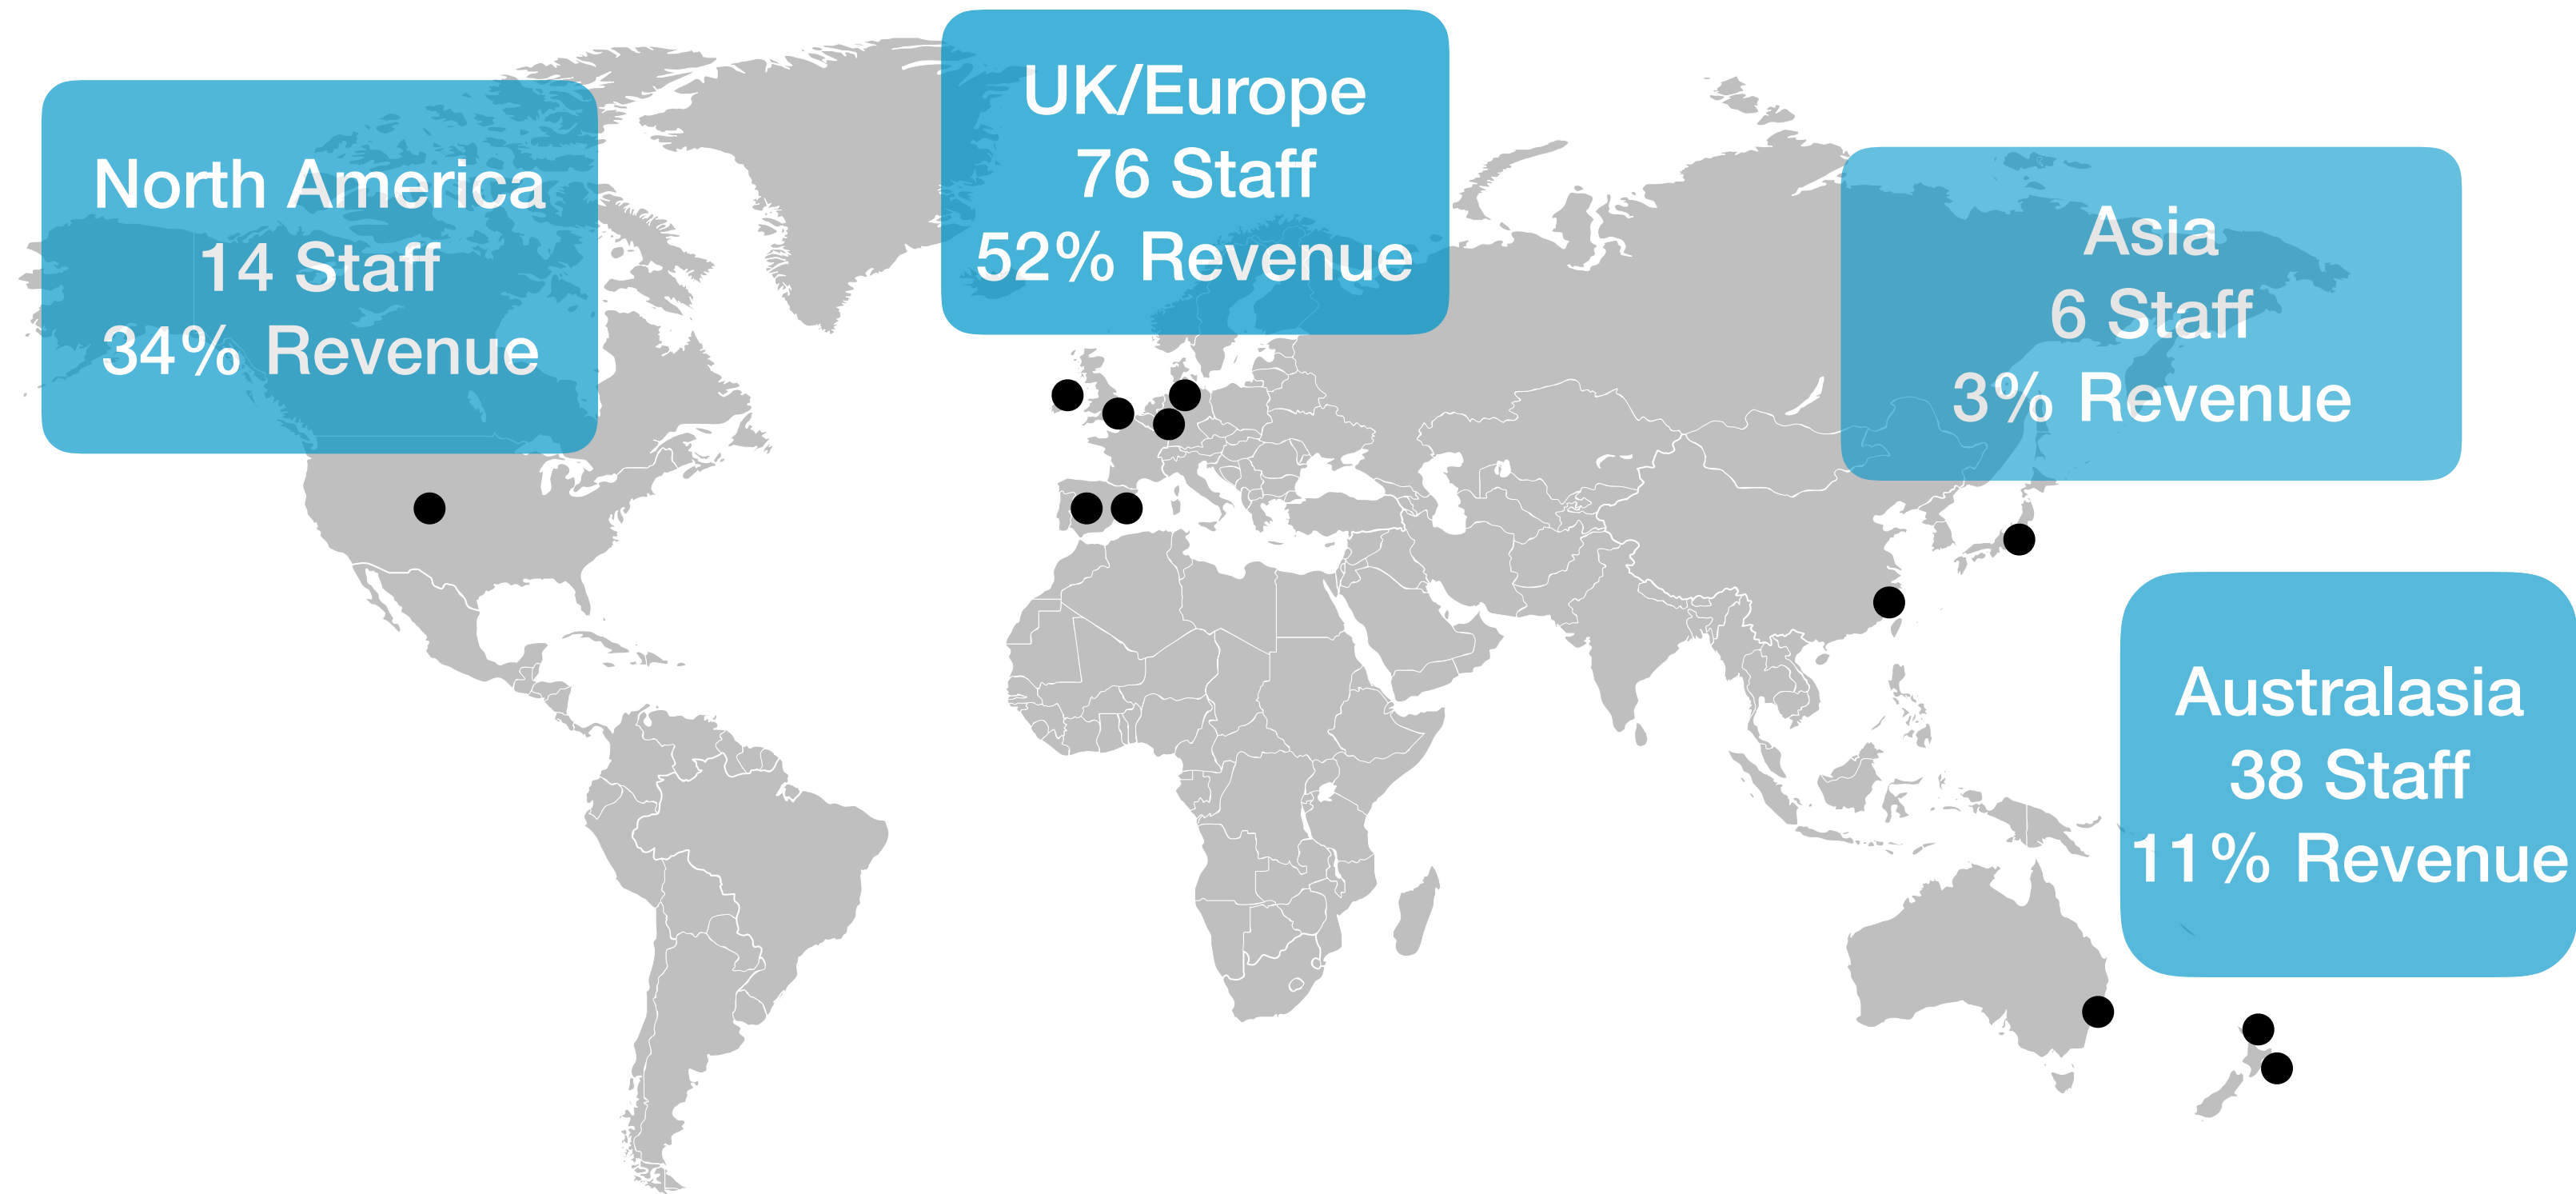 North America
14 Staff
34% Revenue
UK/Europe
76 Staff
52% Revenue
Asia
6 Staff
3% Revenue
Australasia
38 Staff
11% Revenue